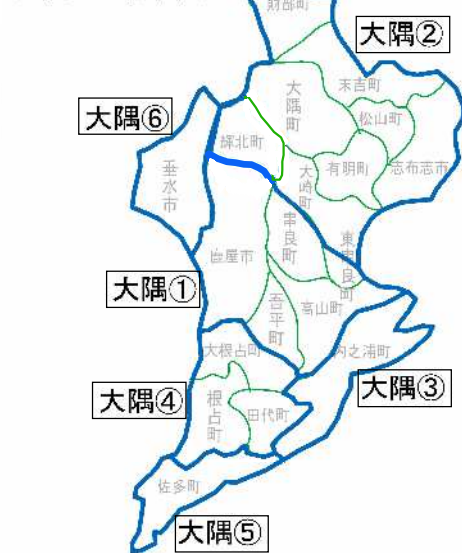 財部町
大隅②
末吉町
大隅町
松山町
大隅⑥
輝北町
有明町
志布志市
垂水市
大崎町
串良町
東串良町
鹿屋市
大隅①
吾平町
高山町
大根占町
内之浦町
大隅③
大隅④
根占町
田代町
佐多町
大隅⑤